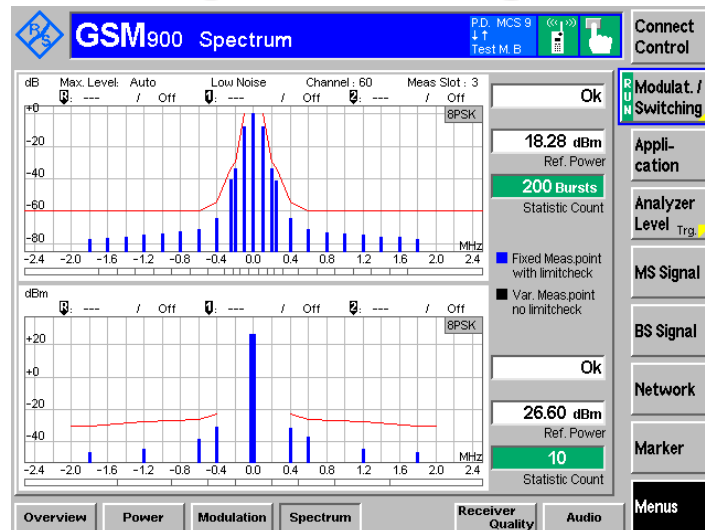 R&S
GSM900 Spectrum
P.D. MCS 9
↓↑
Test M. B
Connect
Control
RUN
Modulat. /
Switching
Appli-
cation
Analyzer
Level Trg.
MS Signal
BS Signal
Network
Marker
Menus
dB Max. Level: Auto Low Noise Channel : 60 Meas Slot : 3
R: --- / Off 1: --- / Off 2: --- / Off
8PSK
+0
-20
-40
-60
-80
MHz
-2.4 -2.0 -1.6 -1.2 -0.8 -0.4 0.0 0.4 0.8 1.2 1.6 2.0 2.4
Ok
18.28 dBm
Ref. Power
200 Bursts
Statistic Count
Fixed Meas.point
with limitcheck
Var. Meas.point
no limitcheck
dBm
R: --- / Off 1: --- / Off 2: --- / Off
8PSK
+20
+0
-20
-40
MHz
-2.4 -2.0 -1.6 -1.2 -0.8 -0.4 0.0 0.4 0.8 1.2 1.6 2.0 2.4
Ok
26.60 dBm
Ref. Power
10
Statistic Count
Overview Power Modulation Spectrum Receiver
Quality Audio